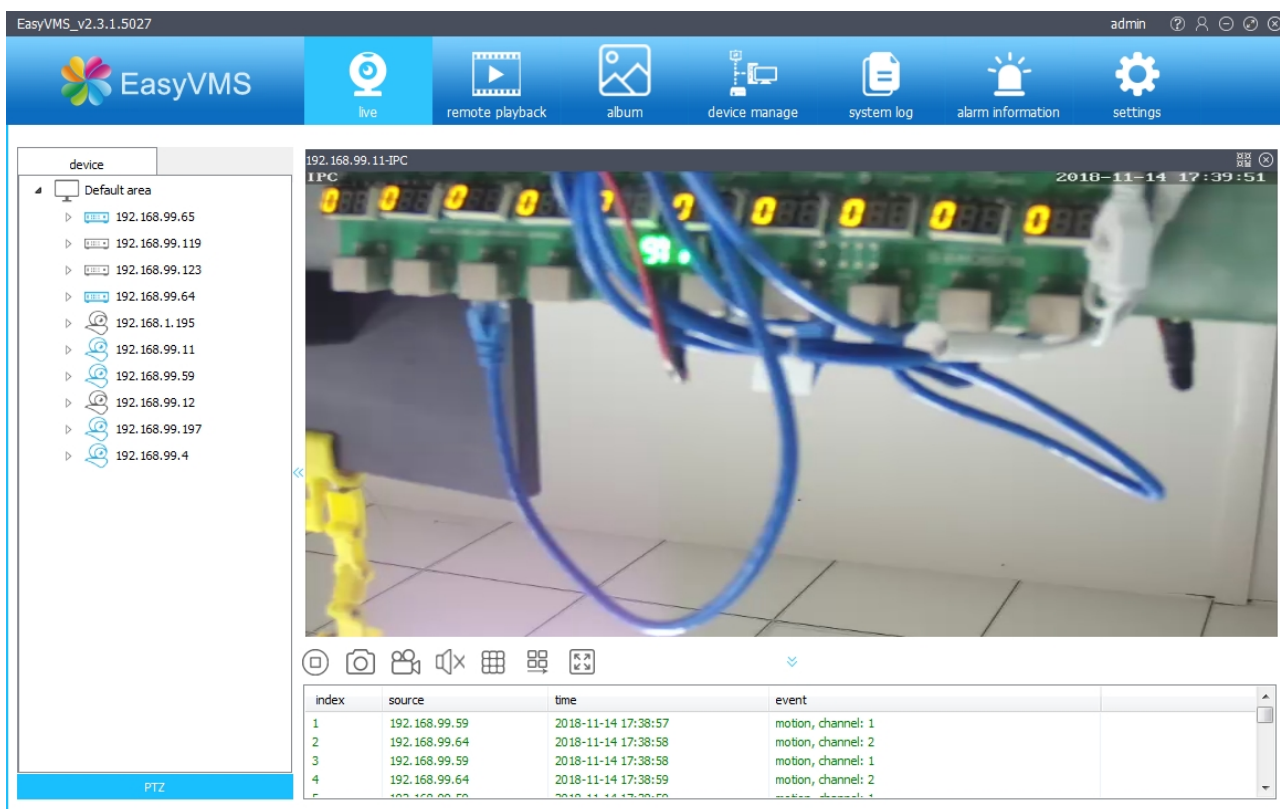 EasyVMS_v2.3.1.5027
admin
EasyVMS
live
remote playback
album
device manage
system log
alarm information
settings
device
Default area
192.168.99.65
192.168.99.119
192.168.99.123
192.168.99.64
192.168.1.195
192.168.99.11
192.168.99.59
192.168.99.12
192.168.99.197
192.168.99.4
PTZ
192.168.99.11-IPC
IPC
2018-11-14 17:39:51
index source time event
1 192.168.99.59 2018-11-14 17:38:57 motion, channel: 1
2 192.168.99.64 2018-11-14 17:38:58 motion, channel: 2
3 192.168.99.59 2018-11-14 17:38:58 motion, channel: 1
4 192.168.99.64 2018-11-14 17:38:59 motion, channel: 2